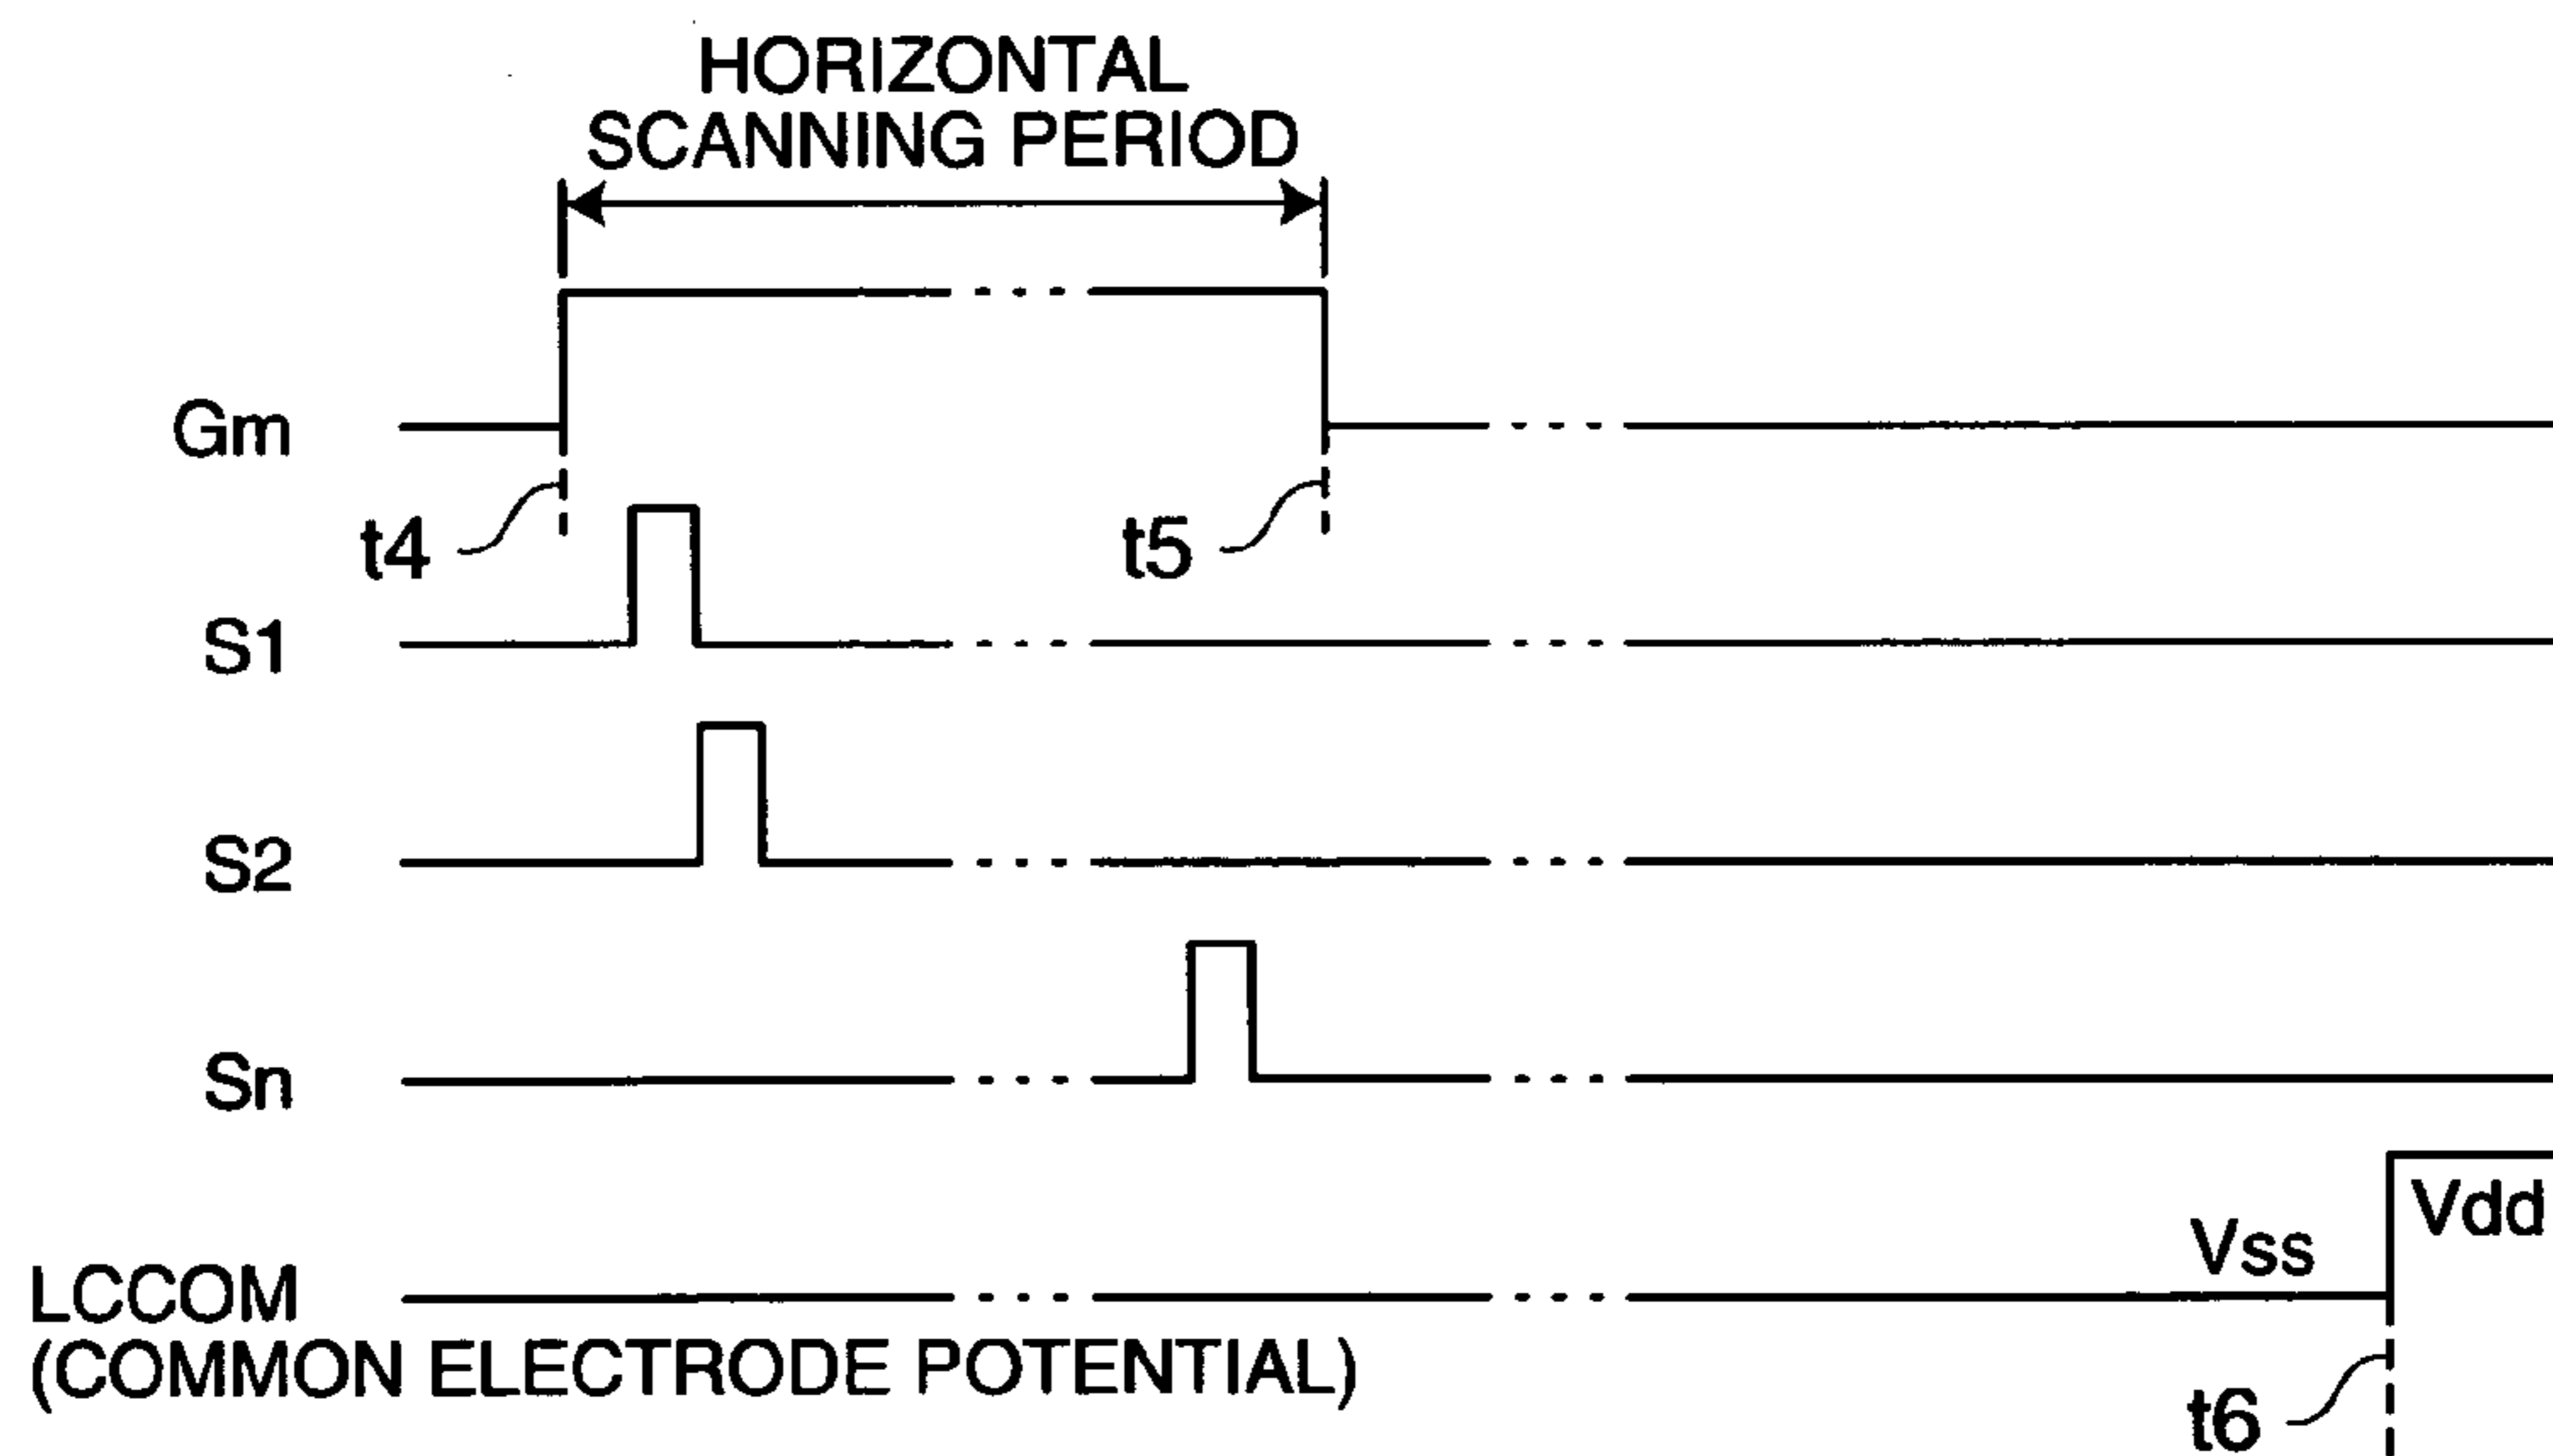 HORIZONTAL
SCANNING PERIOD
Gm
t4
t5
S1
S2
Sn
Vdd
Vss
LCCOM
(COMMON ELECTRODE POTENTIAL)
t6